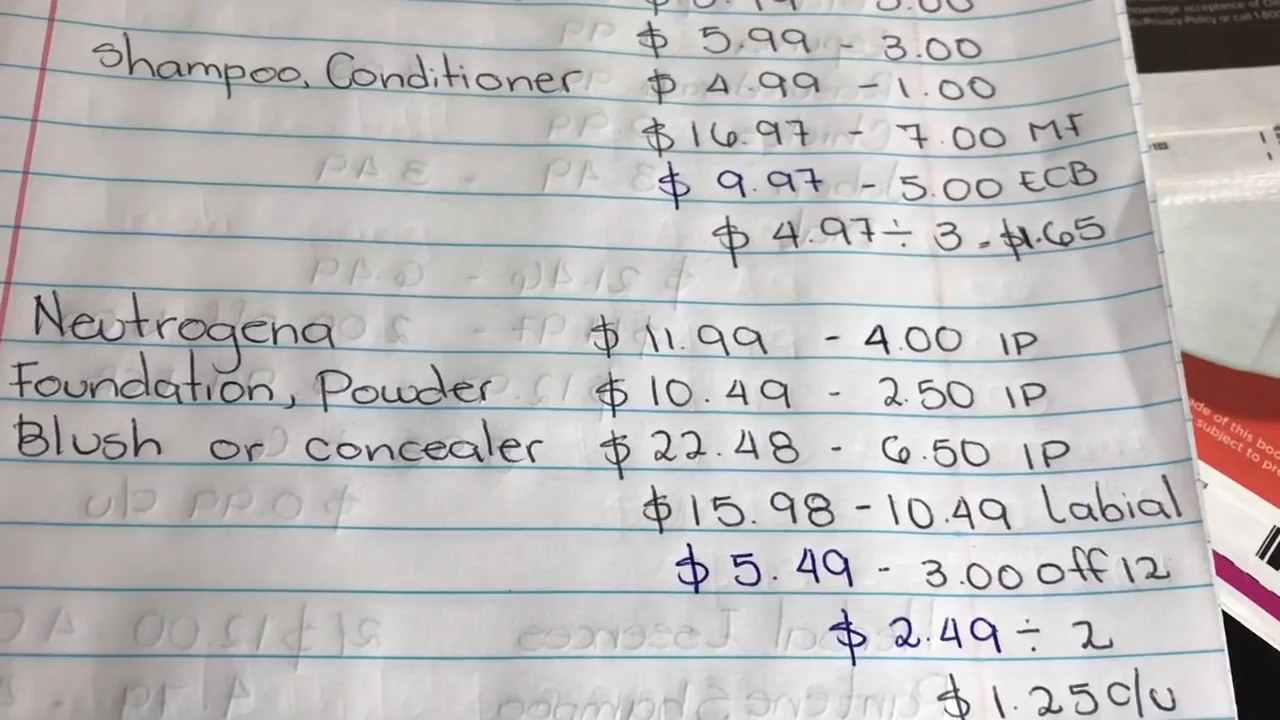 $ 5.99 - 3.00
Shampoo, Conditioner $ 4.99 - 1.00
$16.97 - 7.00 MF
$ 9.97 - 5.00 ECB
$ 4.97 ÷ 3 = $1.65
Neutrogena $ 11.99 - 4.00 IP
Foundation, Powder $ 10.49 - 2.50 IP
Blush or concealer $ 22.48 - 6.50 IP
$15.98 - 10.49 Labial
$ 5.49 - 3.00 Off 12
$ 2.49 ÷ 2
$ 1.25 c/u